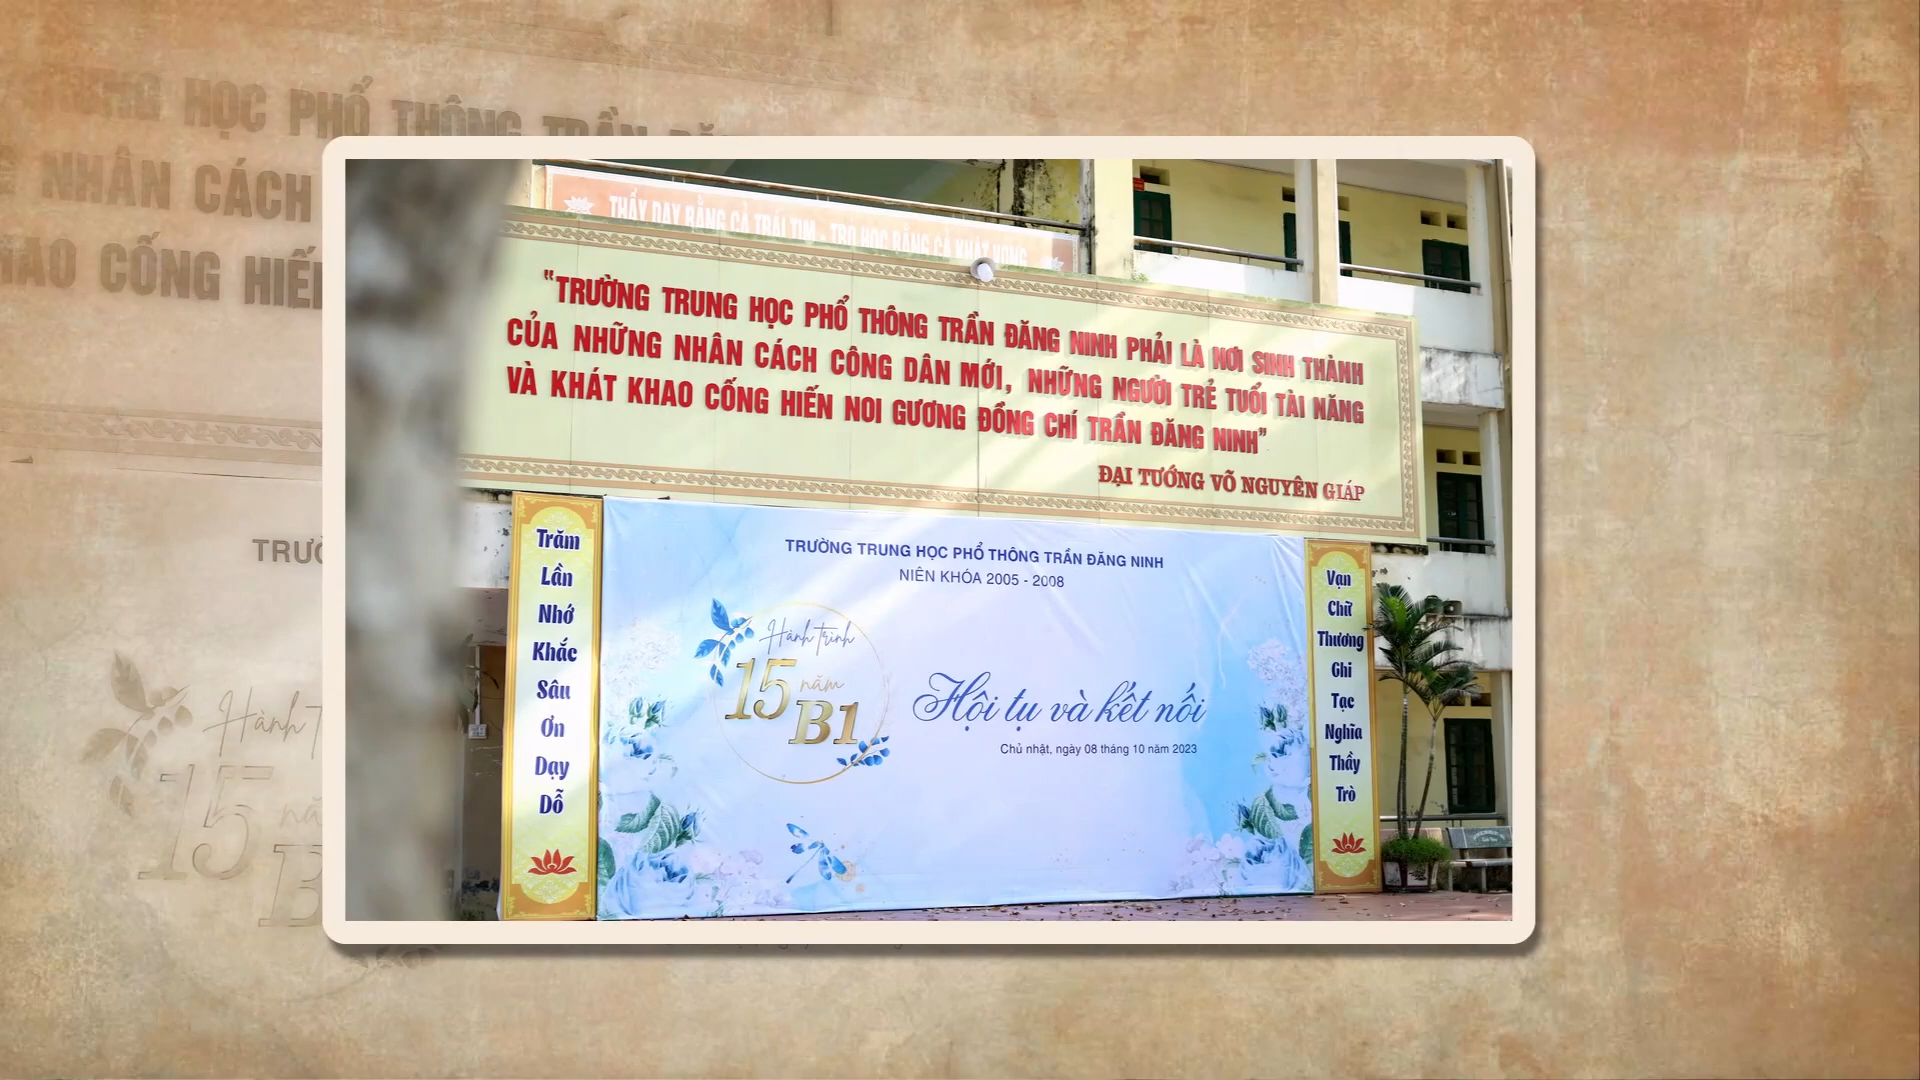 THẦY DẠY BẰNG CẢ TRÁI TIM - TRÒ HỌC BẰNG CẢ KHÁT VỌNG
"TRƯỜNG TRUNG HỌC PHỔ THÔNG TRẦN ĐĂNG NINH PHẢI LÀ NƠI SINH THÀNH
CỦA NHỮNG NHÂN CÁCH CÔNG DÂN MỚI, NHỮNG NGƯỜI TRẺ TUỔI TÀI NĂNG
VÀ KHÁT KHAO CỐNG HIẾN NOI GƯƠNG ĐỒNG CHÍ TRẦN ĐĂNG NINH"
ĐẠI TƯỚNG VÕ NGUYÊN GIÁP
Trăm
Lần
Nhớ
Khắc
Sâu
Ơn
Dạy
Dỗ
TRƯỜNG TRUNG HỌC PHỔ THÔNG TRẦN ĐĂNG NINH
NIÊN KHÓA 2005 - 2008
Hành trình
15 năm
B1
Hội tụ và kết nối
Chủ nhật, ngày 08 tháng 10 năm 2023
Vạn
Chữ
Thương
Ghi
Tạc
Nghĩa
Thầy
Trò